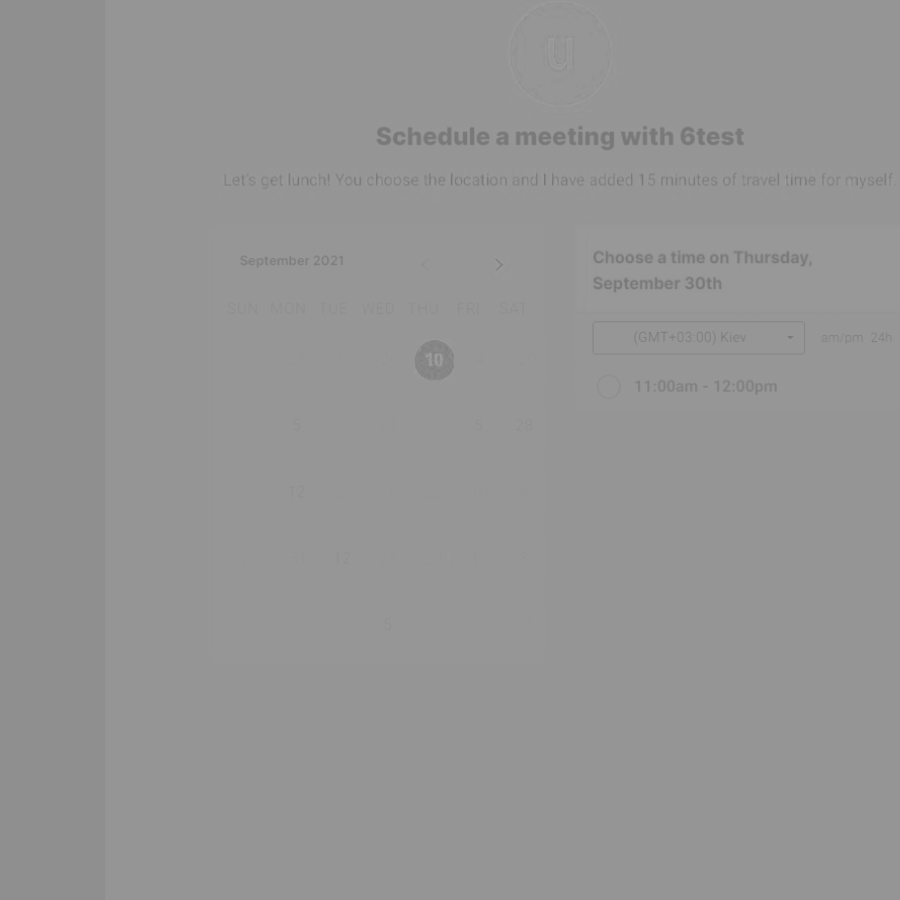 u
Schedule a meeting with 6test
Let's get lunch! You choose the location and I have added 15 minutes of travel time for myself.
September 2021
SUN MON TUE WED THU FRI SAT
10
5 5 28
12
12
5
Choose a time on Thursday,
September 30th
(GMT+03:00) Kiev
am/pm 24h
11:00am - 12:00pm